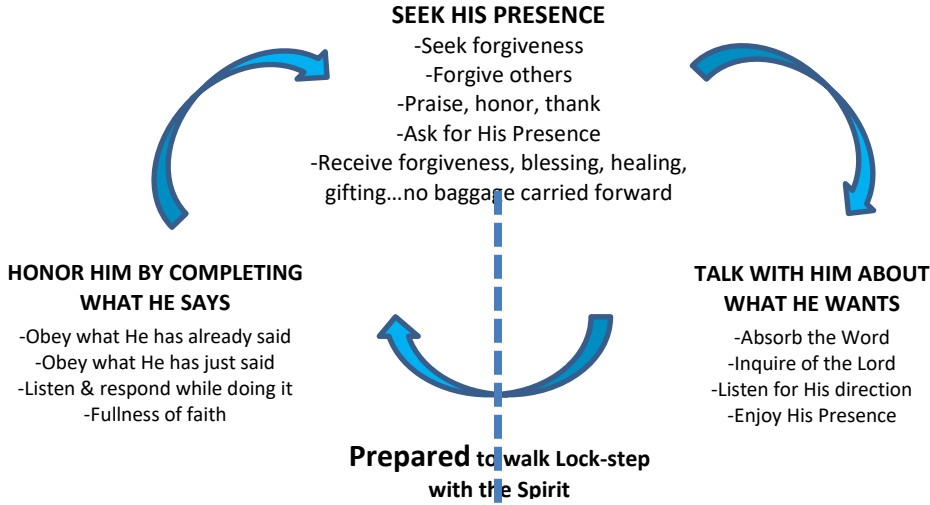 SEEK HIS PRESENCE
-Seek forgiveness
-Forgive others
-Praise, honor, thank
-Ask for His Presence
-Receive forgiveness, blessing, healing,
gifting…no baggage carried forward
TALK WITH HIM ABOUT
WHAT HE WANTS
-Absorb the Word
-Inquire of the Lord
-Listen for His direction
-Enjoy His Presence
HONOR HIM BY COMPLETING
WHAT HE SAYS
-Obey what He has already said
-Obey what He has just said
-Listen & respond while doing it
-Fullness of faith
Prepared to walk Lock-step
with the Spirit